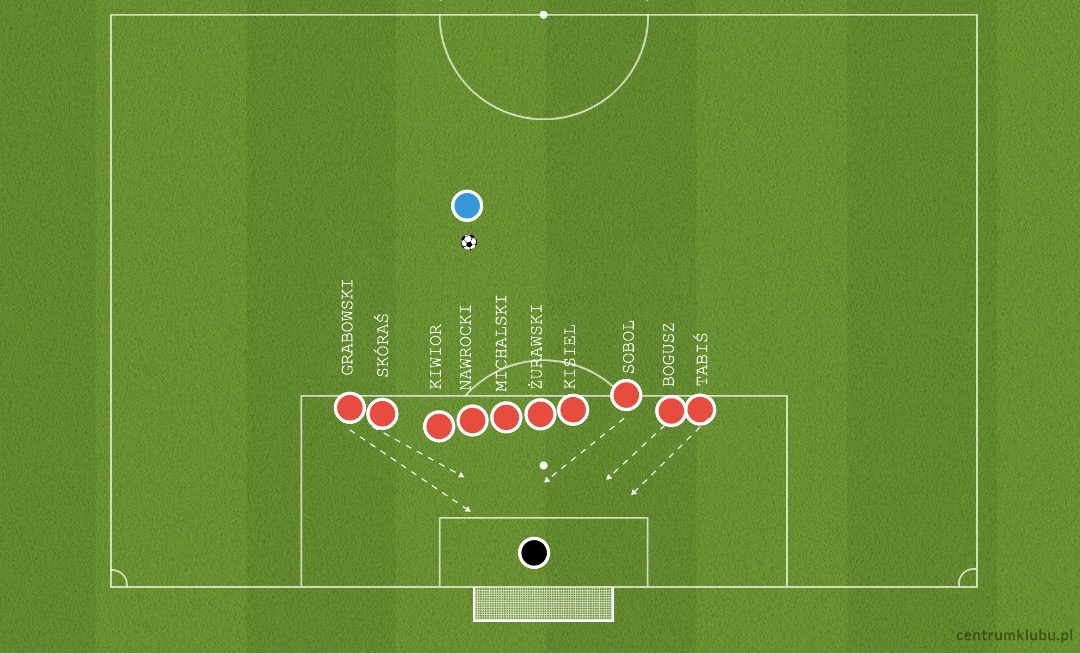 GRABOWSKI
SKÓRAŚ
KIWIOR
NAWROCKI
MICHALSKI
ŻURAWSKI
KISIEL
SOBOL
BOGUSZ
TABIŚ
centrumklubu.pl